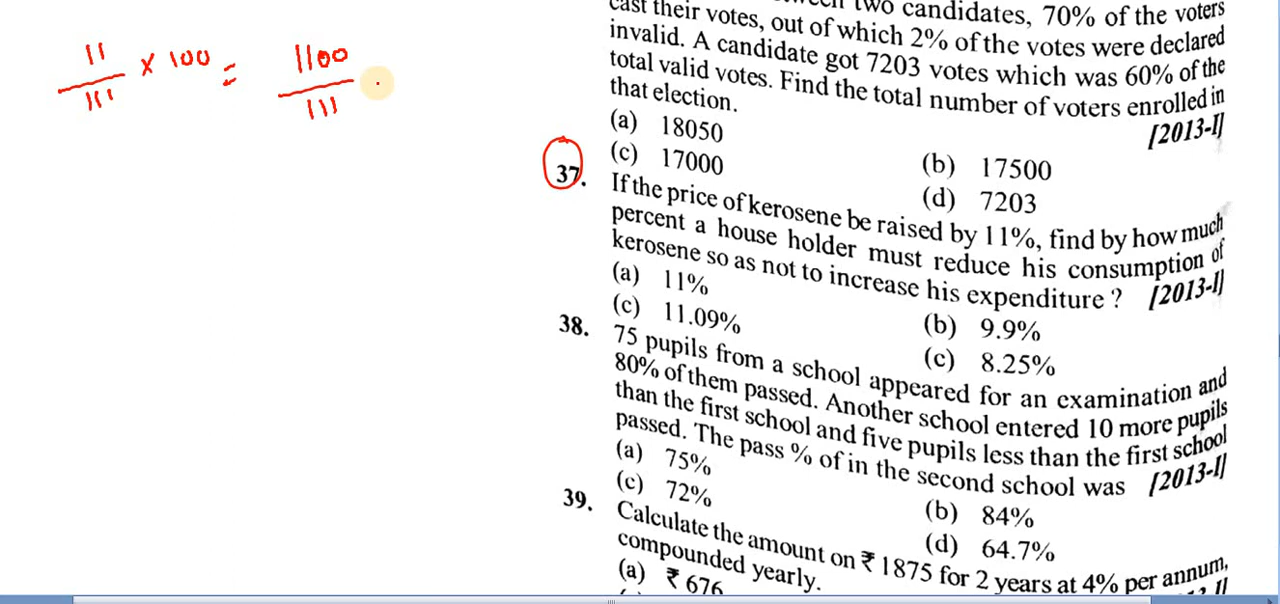 11/111 × 100 = 1100/111
two candidates, 70% of the voters
cast their votes, out of which 2% of the votes were declared
invalid. A candidate got 7203 votes which was 60% of the
total valid votes. Find the total number of voters enrolled in
that election. [2013-I]
(a) 18050 (b) 17500
(c) 17000 (d) 7203
37. If the price of kerosene be raised by 11%, find by how much
percent a house holder must reduce his consumption of
kerosene so as not to increase his expenditure ? [2013-I]
(a) 11% (b) 9.9%
(c) 11.09% (c) 8.25%
38. 75 pupils from a school appeared for an examination and
80% of them passed. Another school entered 10 more pupils
than the first school and five pupils less than the first school
passed. The pass % of in the second school was [2013-I]
(a) 75% (b) 84%
(c) 72% (d) 64.7%
39. Calculate the amount on ₹ 1875 for 2 years at 4% per annum,
compounded yearly.
(a) ₹ 676